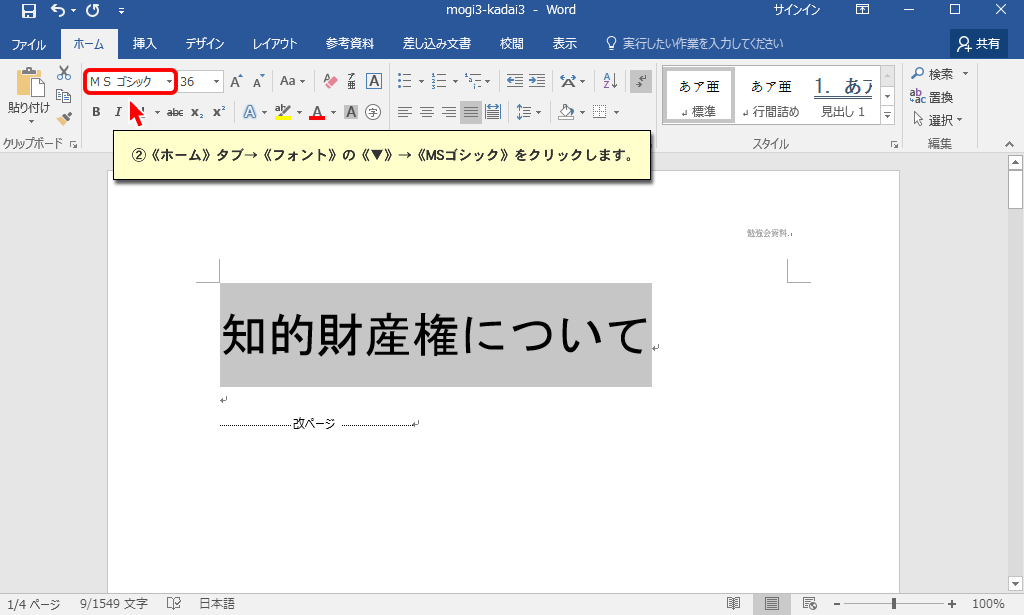 mogi3-kadai3 - Word
サインイン
ファイル ホーム 挿入 デザイン レイアウト 参考資料 差し込み文書 校閲 表示 実行したい作業を入力してください 共有
貼り付け
クリップボード
MS ゴシック 36
Aa
B I abc x₂ x²
あア亜 あア亜 1. あア
標準 行間詰め 見出し 1
スタイル
検索
置換
選択
編集
②《ホーム》タブ→《フォント》の《▼》→《MSゴシック》をクリックします。
勉強会資料
知的財産権について
改ページ
1/4 ページ 9/1549 文字 日本語 100%